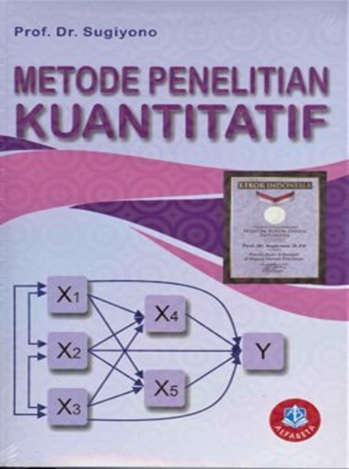 Prof. Dr. Sugiyono
METODE PENELITIAN
KUANTITATIF
REKOR INDONESIA
X1
X4
X2
Y
X5
X3
ALFABETA